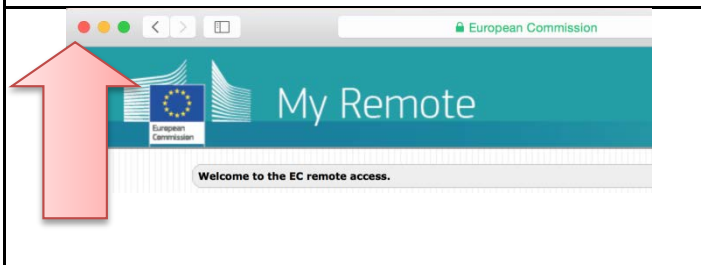 European Commission
My Remote
European
Commission
Welcome to the EC remote access.